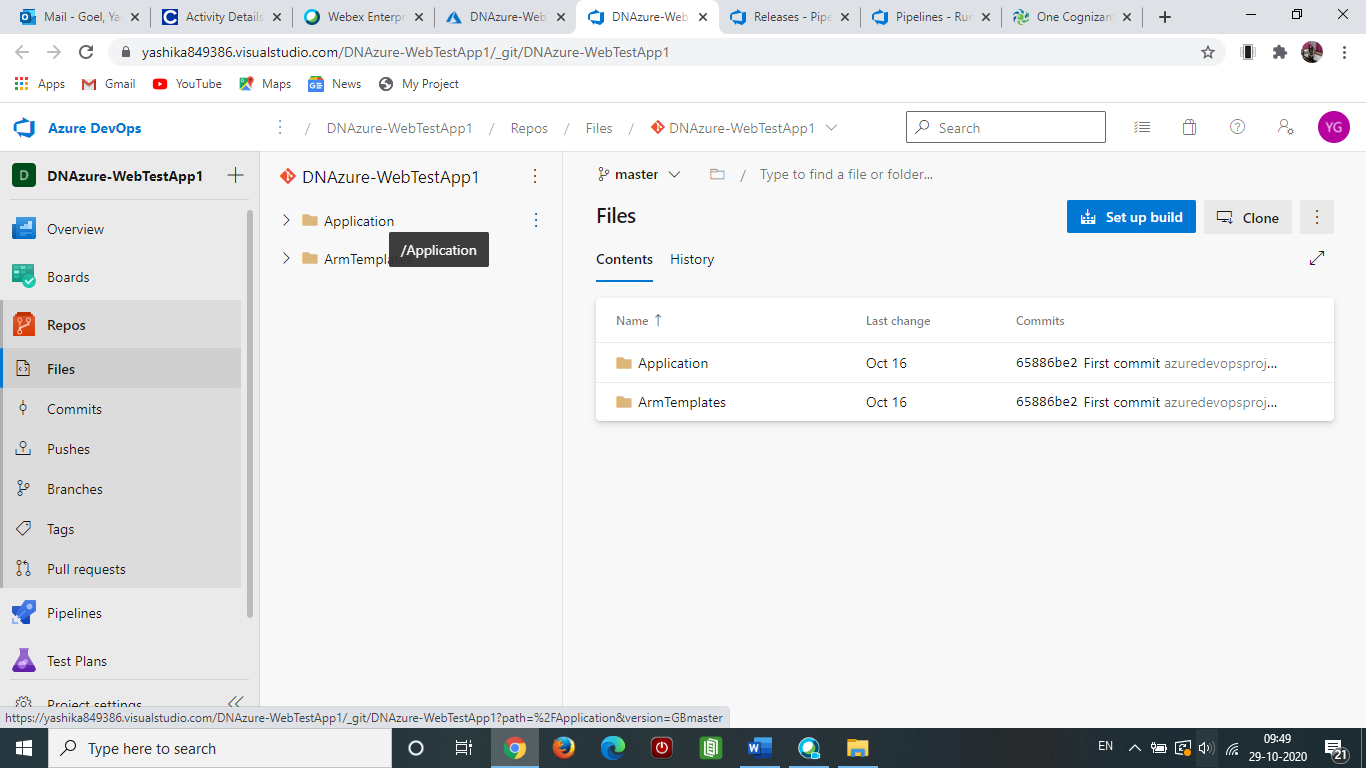 Mail - Goel, Ya
Activity Details
Webex Enterpr
DNAzure-Web
DNAzure-Web
Releases - Pipe
Pipelines - Run
One Cognizant
yashika849386.visualstudio.com/DNAzure-WebTestApp1/_git/DNAzure-WebTestApp1
Apps
Gmail
YouTube
Maps
News
My Project
Azure DevOps
/ DNAzure-WebTestApp1 / Repos / Files / DNAzure-WebTestApp1
Search
YG
D
DNAzure-WebTestApp1
Overview
Boards
Repos
Files
Commits
Pushes
Branches
Tags
Pull requests
Pipelines
Test Plans
Project settings
DNAzure-WebTestApp1
Application
/Application
ArmTemplates
master
/ Type to find a file or folder...
Files
Set up build
Clone
Contents
History
Name
Last change
Commits
Application
Oct 16
65886be2 First commit azuredevopsproj...
ArmTemplates
Oct 16
65886be2 First commit azuredevopsproj...
https://yashika849386.visualstudio.com/DNAzure-WebTestApp1/_git/DNAzure-WebTestApp1?path=%2FApplication&version=GBmaster
Type here to search
EN
09:49
29-10-2020
21